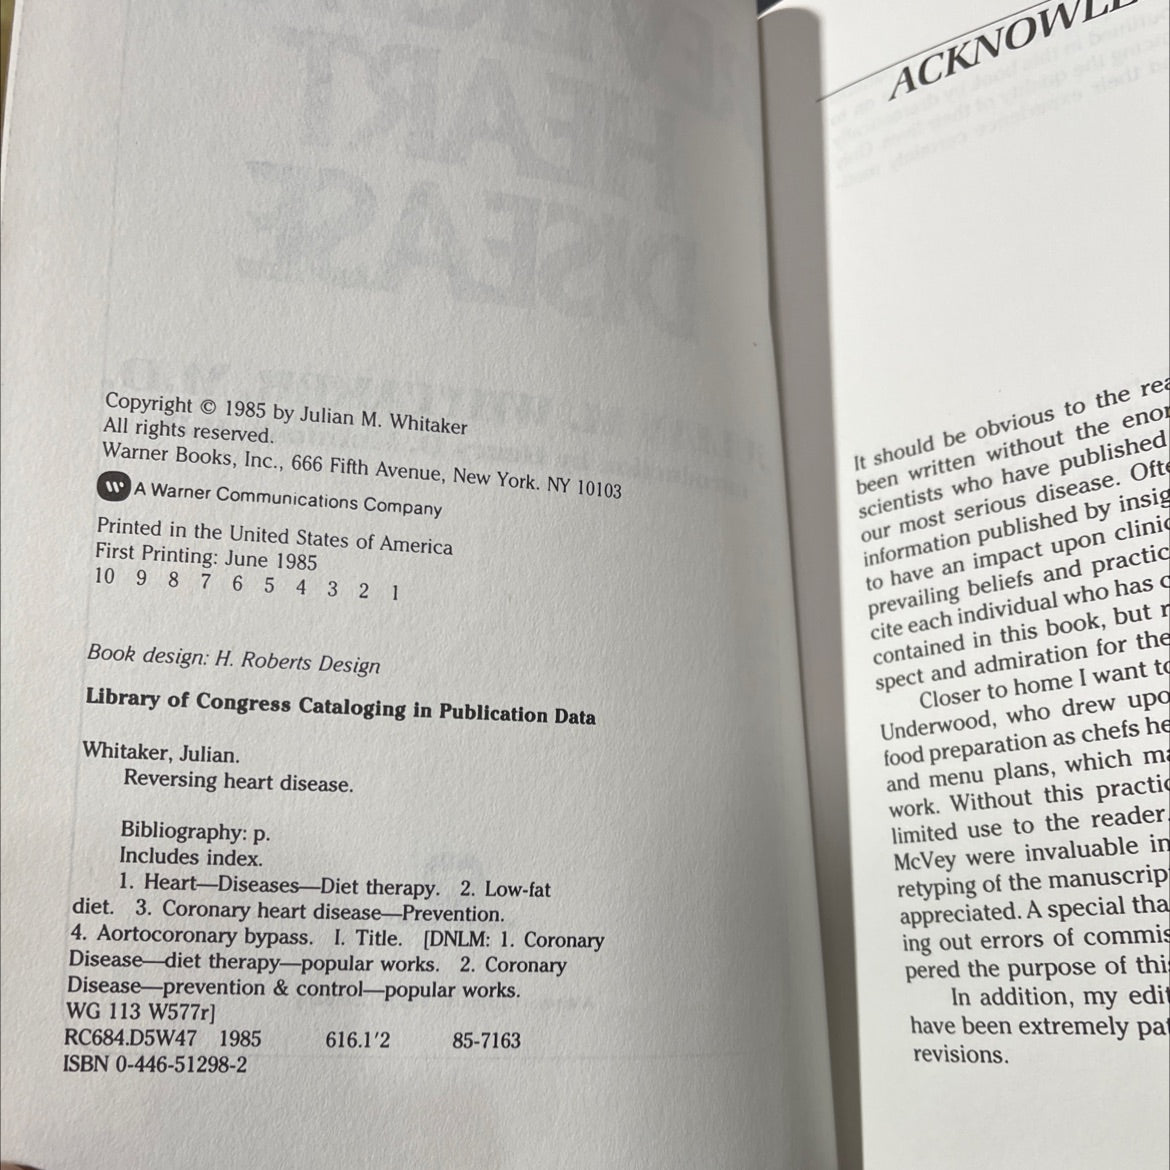 Copyright © 1985 by Julian M. Whitaker
All rights reserved.
Warner Books, Inc., 666 Fifth Avenue, New York. NY 10103
A Warner Communications Company
Printed in the United States of America
First Printing: June 1985
10 9 8 7 6 5 4 3 2 1
Book design: H. Roberts Design
Library of Congress Cataloging in Publication Data
Whitaker, Julian.
Reversing heart disease.
Bibliography: p.
Includes index.
1. Heart—Diseases—Diet therapy. 2. Low-fat
diet. 3. Coronary heart disease—Prevention.
4. Aortocoronary bypass. I. Title. [DNLM: 1. Coronary
Disease—diet therapy—popular works. 2. Coronary
Disease—prevention & control—popular works.
WG 113 W577r]
RC684.D5W47 1985 616.1'2 85-7163
ISBN 0-446-51298-2
ACKNOWLE
It should be obvious to the rea
been written without the enor
scientists who have published
our most serious disease. Ofte
information published by insig
to have an impact upon clinic
prevailing beliefs and practic
cite each individual who has c
contained in this book, but r
spect and admiration for the
Closer to home I want to
Underwood, who drew upo
food preparation as chefs he
and menu plans, which ma
work. Without this practic
limited use to the reader.
McVey were invaluable in
retyping of the manuscrip
appreciated. A special tha
ing out errors of commis
pered the purpose of this
In addition, my edit
have been extremely pat
revisions.